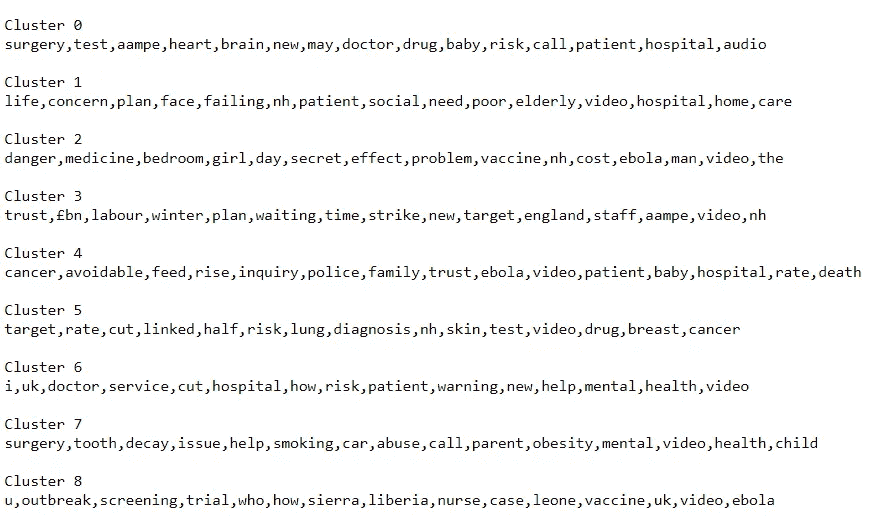 Cluster 0
surgery,test,aampe,heart,brain,new,may,doctor,drug,baby,risk,call,patient,hospital,audio
Cluster 1
life,concern,plan,face,failing,nh,patient,social,need,poor,elderly,video,hospital,home,care
Cluster 2
danger,medicine,bedroom,girl,day,secret,effect,problem,vaccine,nh,cost,ebola,man,video,the
Cluster 3
trust,£bn,labour,winter,plan,waiting,time,strike,new,target,england,staff,aampe,video,nh
Cluster 4
cancer,avoidable,feed,rise,inquiry,police,family,trust,ebola,video,patient,baby,hospital,rate,death
Cluster 5
target,rate,cut,linked,half,risk,lung,diagnosis,nh,skin,test,video,drug,breast,cancer
Cluster 6
i,uk,doctor,service,cut,hospital,how,risk,patient,warning,new,help,mental,health,video
Cluster 7
surgery,tooth,decay,issue,help,smoking,car,abuse,call,parent,obesity,mental,video,health,child
Cluster 8
u,outbreak,screening,trial,who,how,sierra,liberia,nurse,case,leone,vaccine,uk,video,ebola